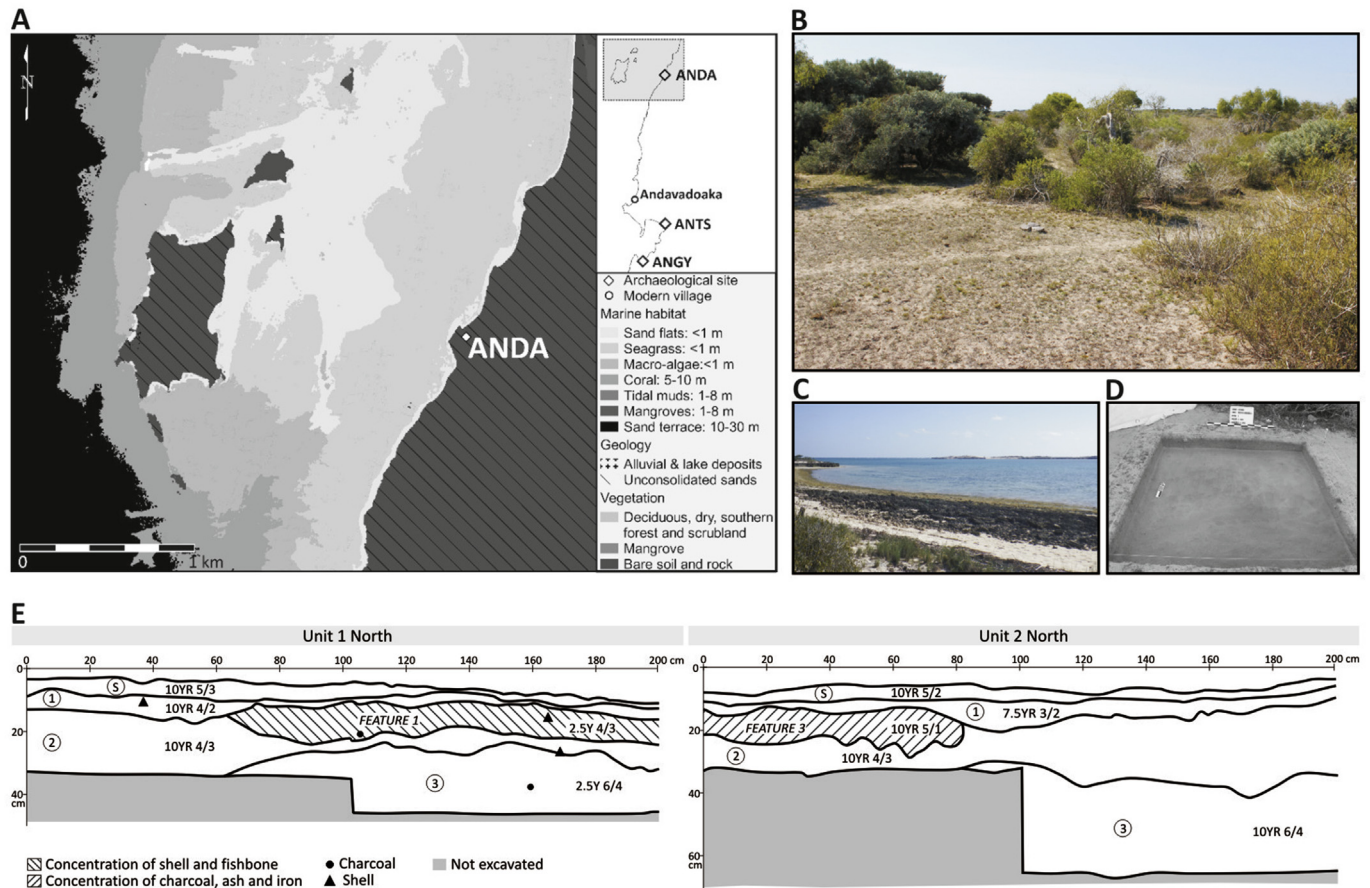 A
N
ANDA
0
1 km
ANDA
Andavadoaka
ANTS
ANGY
Archaeological site
Modern village
Marine habitat
Sand flats: <1 m
Seagrass: <1 m
Macro-algae:<1 m
Coral: 5-10 m
Tidal muds: 1-8 m
Mangroves: 1-8 m
Sand terrace: 10-30 m
Geology
Alluvial & lake deposits
Unconsolidated sands
Vegetation
Deciduous, dry, southern
forest and scrubland
Mangrove
Bare soil and rock
B
C
D
E
Unit 1 North
0 20 40 60 80 100 120 140 160 180 200 cm
0
20
40
cm
S
10YR 5/3
1
10YR 4/2
FEATURE 1
2.5Y 4/3
2
10YR 4/3
3
2.5Y 6/4
Unit 2 North
0 20 40 60 80 100 120 140 160 180 200 cm
0
20
40
60
cm
S
10YR 5/2
1
7.5YR 3/2
FEATURE 3
10YR 5/1
2
10YR 4/3
3
10YR 6/4
Concentration of shell and fishbone
Concentration of charcoal, ash and iron
Charcoal
Shell
Not excavated